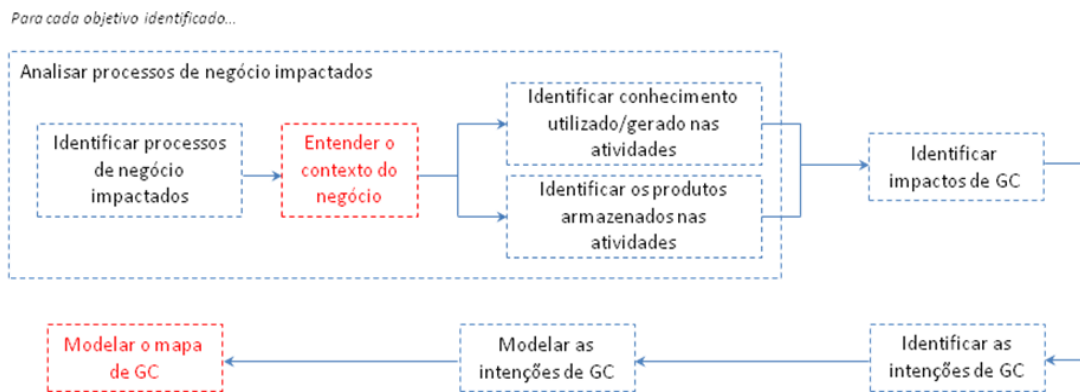 Para cada objetivo identificado...
Analisar processos de negócio impactados
Identificar processos
de negócio
impactados
Entender o
contexto do
negócio
Identificar conhecimento
utilizado/gerado nas
atividades
Identificar os produtos
armazenados nas
atividades
Identificar
impactos de GC
Identificar as
intenções de GC
Modelar as
intenções de GC
Modelar o mapa
de GC